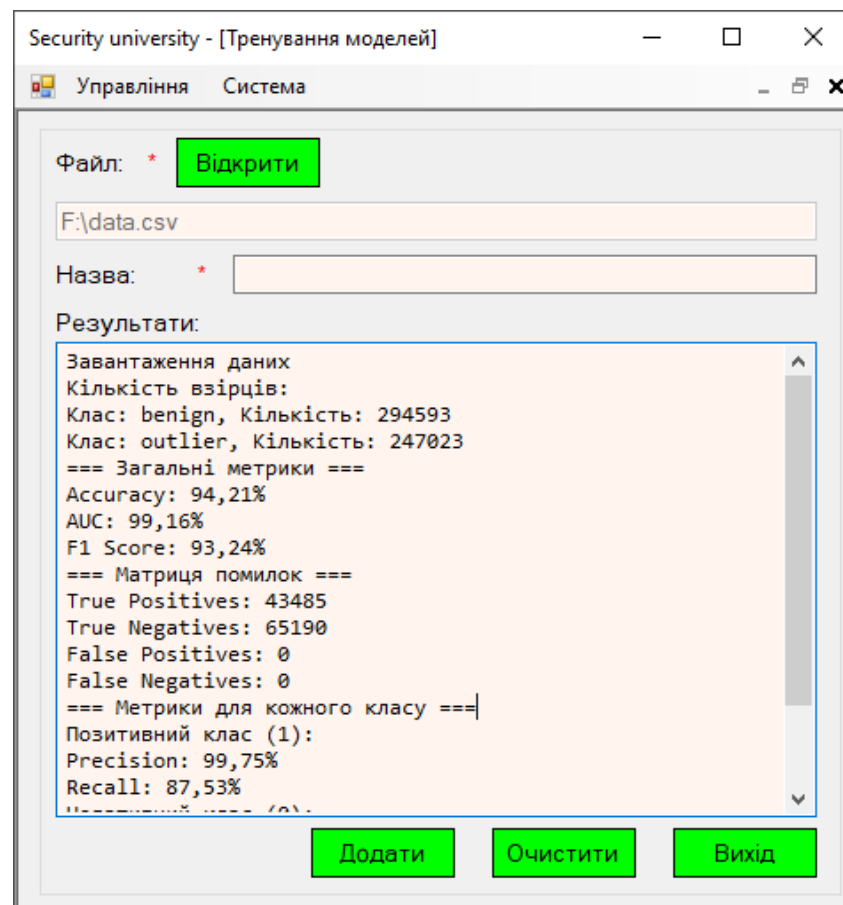 Security university - [Тренування моделей]
Управління Система
Файл: * Відкрити
F:\data.csv
Назва: *
Результати:
Завантаження даних
Кількість взірців:
Клас: benign, Кількість: 294593
Клас: outlier, Кількість: 247023
=== Загальні метрики ===
Accuracy: 94,21%
AUC: 99,16%
F1 Score: 93,24%
=== Матриця помилок ===
True Positives: 43485
True Negatives: 65190
False Positives: 0
False Negatives: 0
=== Метрики для кожного класу ===
Позитивний клас (1):
Precision: 99,75%
Recall: 87,53%
Додати Очистити Вихід